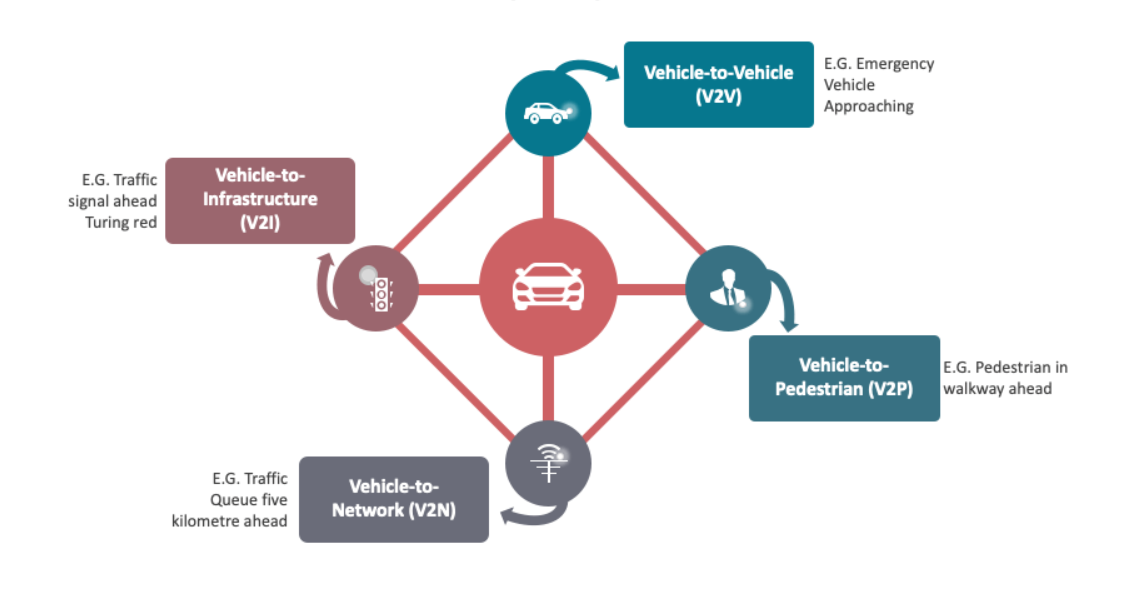 Vehicle-to-Vehicle
(V2V)
E.G. Emergency
Vehicle
Approaching
E.G. Traffic
signal ahead
Turing red
Vehicle-to-
Infrastructure
(V2I)
Vehicle-to-
Pedestrian (V2P)
E.G. Pedestrian in
walkway ahead
E.G. Traffic
Queue five
kilometre ahead
Vehicle-to-
Network (V2N)